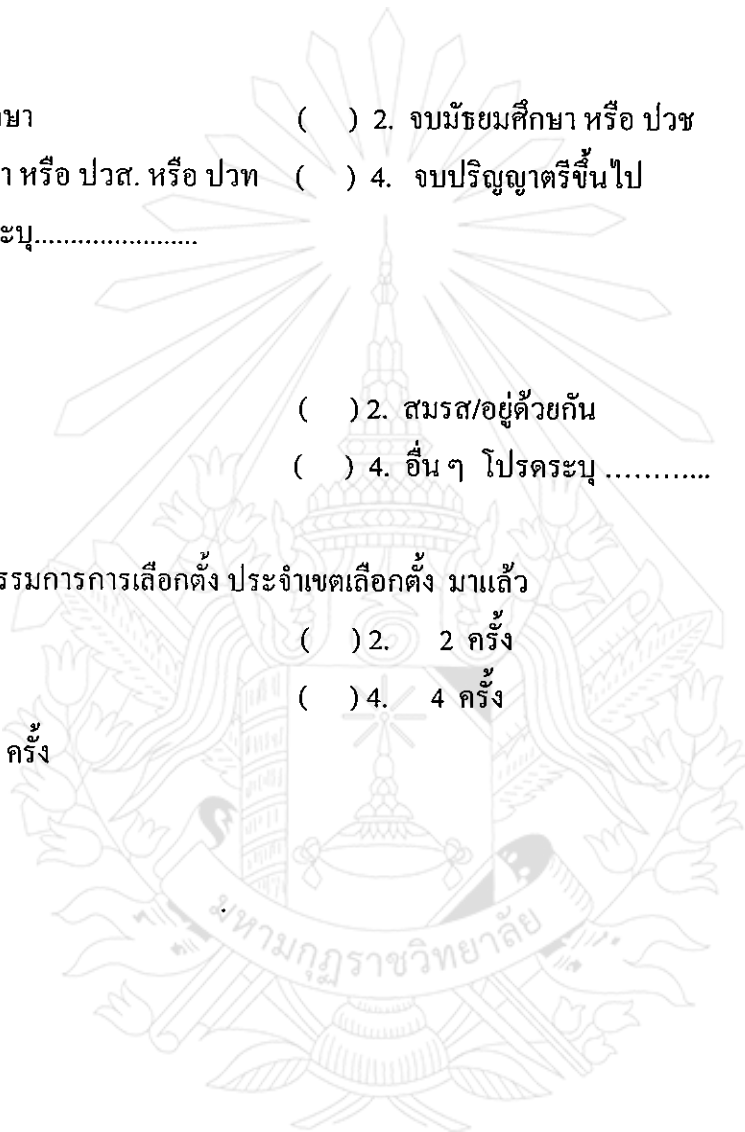 ษา ( ) 2. จบมัธยมศึกษา หรือ ปวช
า หรือ ปวส. หรือ ปวท ( ) 4. จบปริญญาตรีขึ้นไป
ะบุ.......................
( ) 2. สมรส/อยู่ด้วยกัน
( ) 4. อื่น ๆ โปรดระบุ ............
รรมการการเลือกตั้ง ประจำเขตเลือกตั้ง มาแล้ว
( ) 2. 2 ครั้ง
( ) 4. 4 ครั้ง
ครั้ง
มหามกุฏราชวิทยาลัย